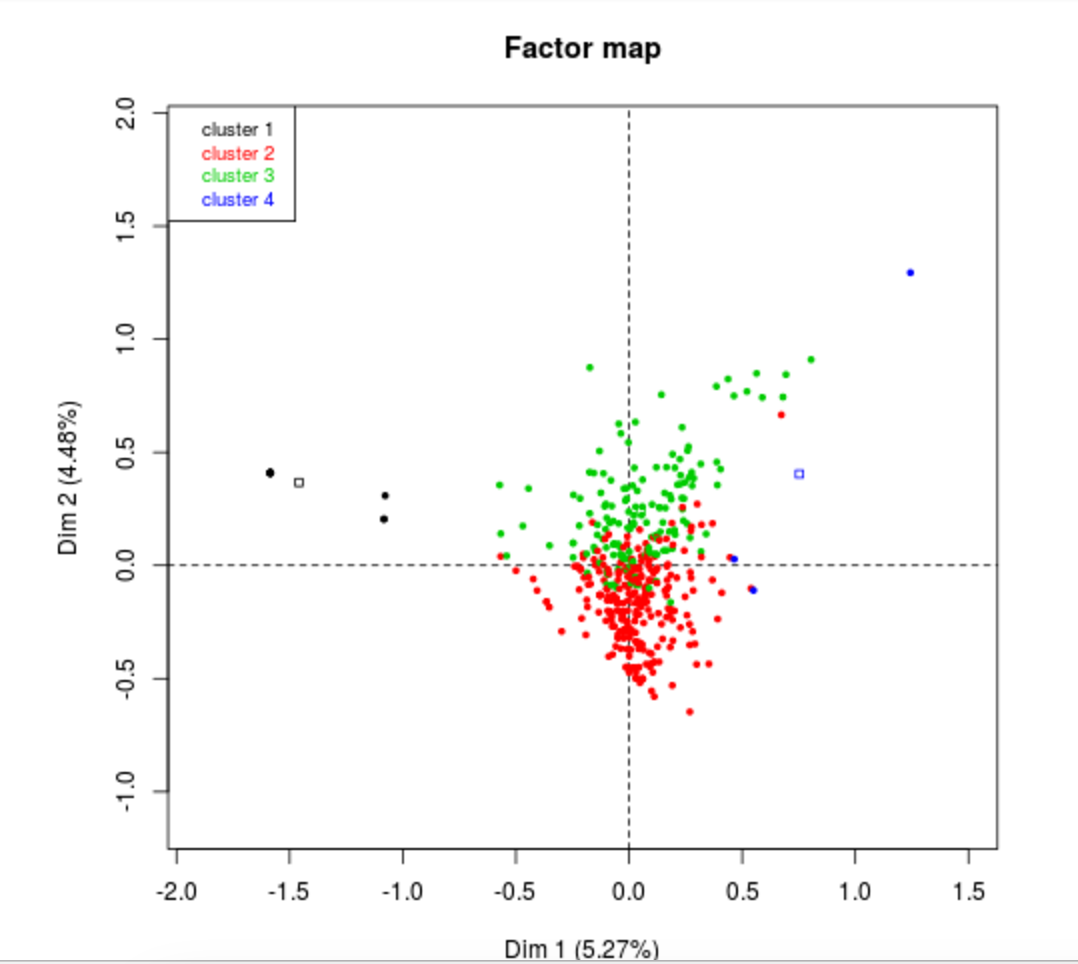 Factor map
cluster 1
cluster 2
cluster 3
cluster 4
2.0
1.5
1.0
0.5
0.0
-0.5
-1.0
Dim 2 (4.48%)
-2.0 -1.5 -1.0 -0.5 0.0 0.5 1.0 1.5
Dim 1 (5.27%)